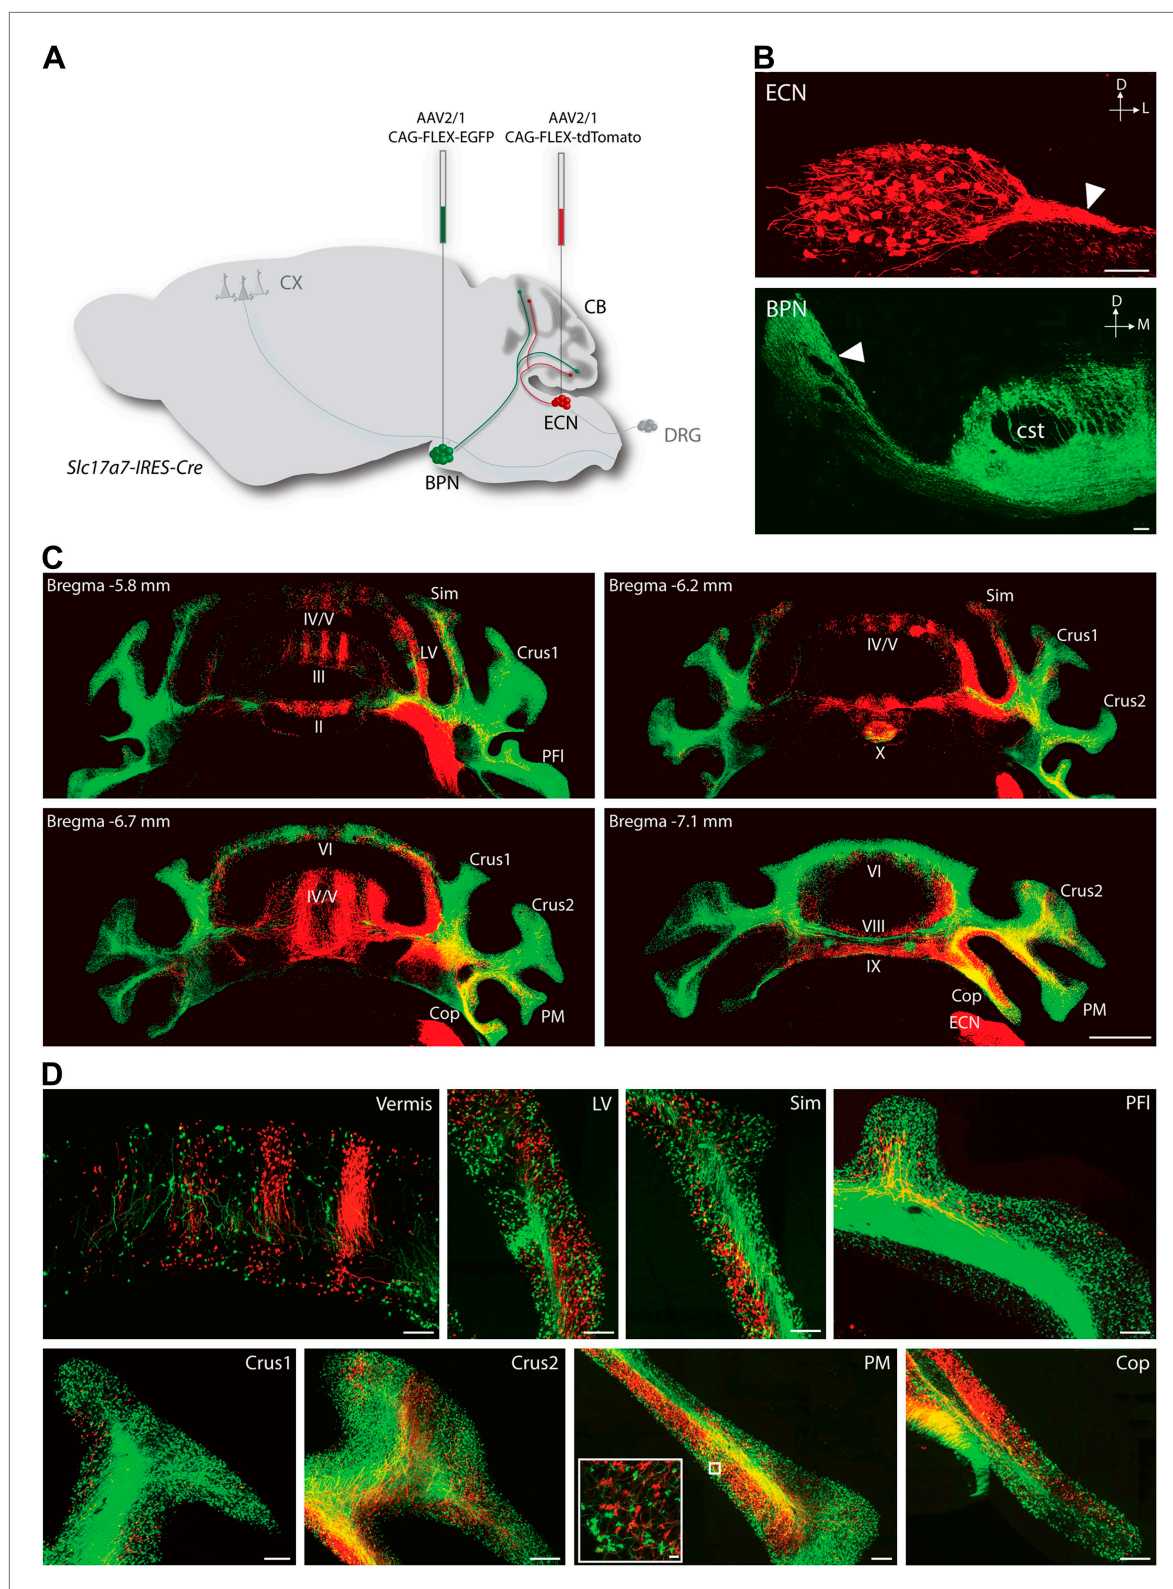 A
AAV2/1
CAG-FLEX-EGFP
AAV2/1
CAG-FLEX-tdTomato
CX
CB
ECN
DRG
BPN
Slc17a7-IRES-Cre
B
ECN
D
L
BPN
D
M
cst
C
Bregma -5.8 mm
Sim
IV/V
LV
Crus1
III
II
PFl
Bregma -6.2 mm
Sim
IV/V
Crus1
Crus2
X
Bregma -6.7 mm
VI
Crus1
IV/V
Crus2
Cop
PM
Bregma -7.1 mm
VI
Crus2
VIII
IX
Cop
ECN
PM
D
Vermis
LV
Sim
PFl
Crus1
Crus2
PM
Cop